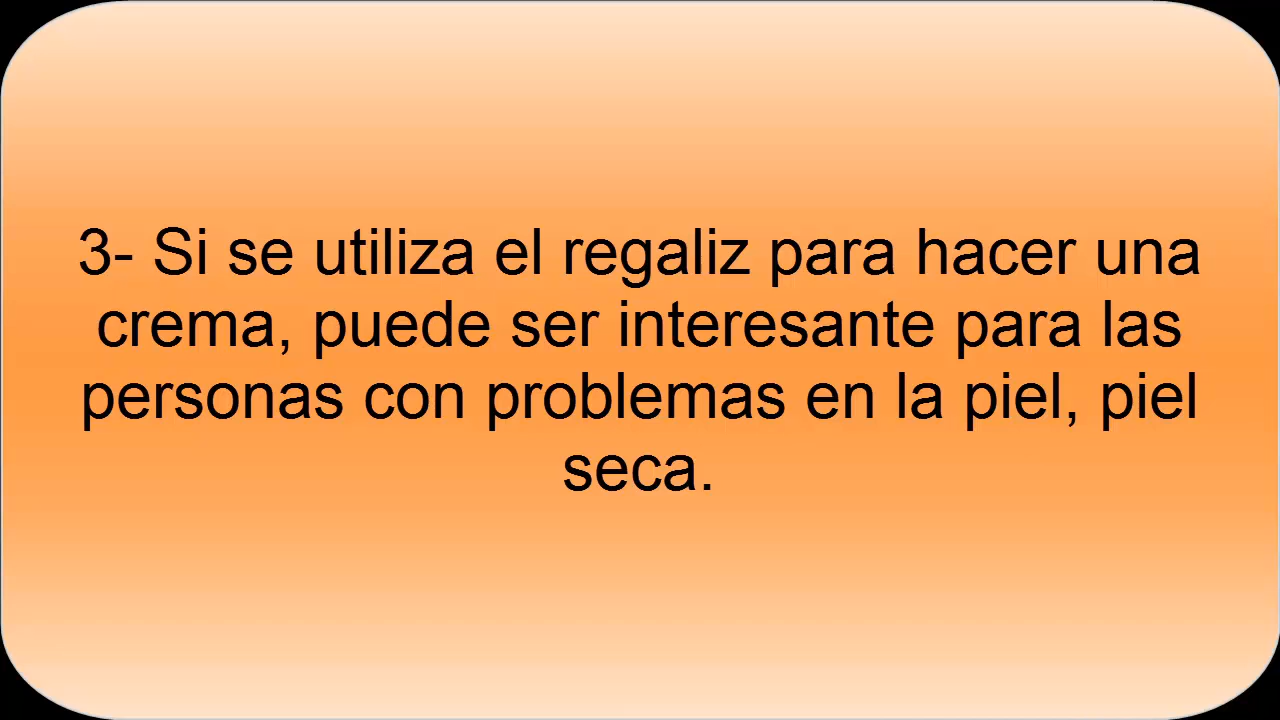 3- Si se utiliza el regaliz para hacer una
crema, puede ser interesante para las
personas con problemas en la piel, piel
seca.